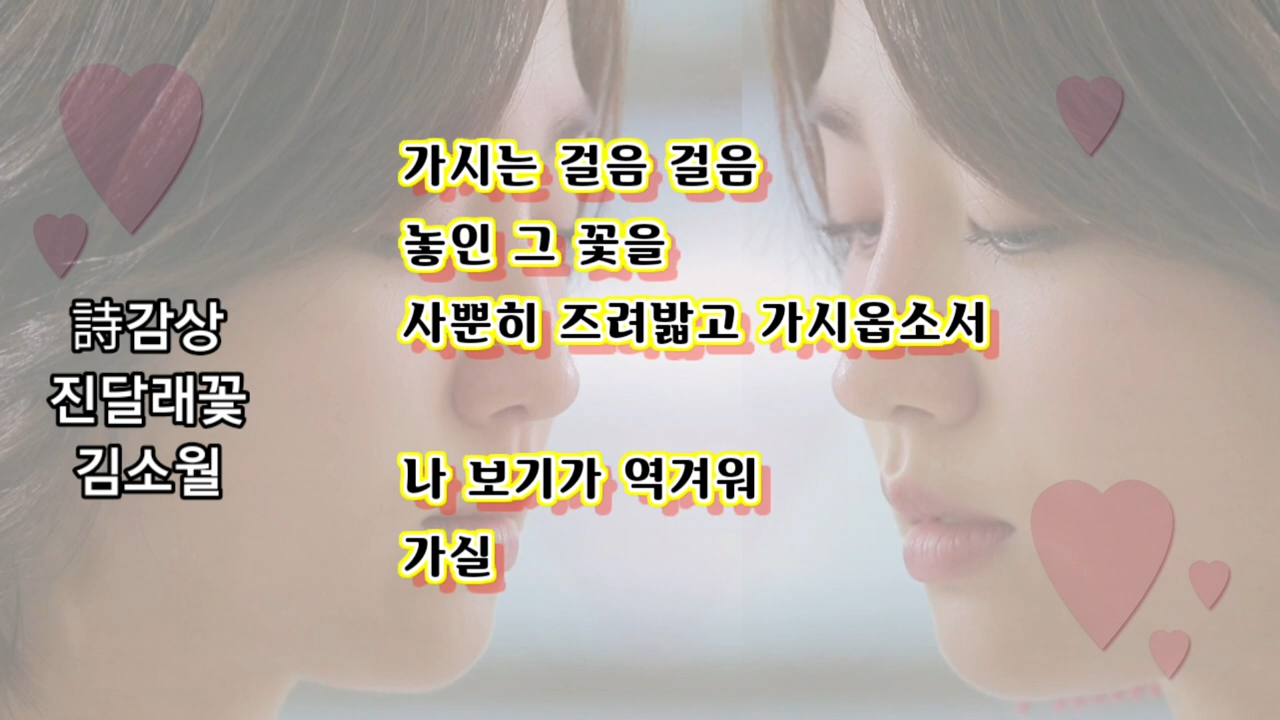 詩감상
진달래꽃
김소월
가시는 걸음 걸음
놓인 그 꽃을
사뿐히 즈려밟고 가시옵소서
나 보기가 역겨워
가실